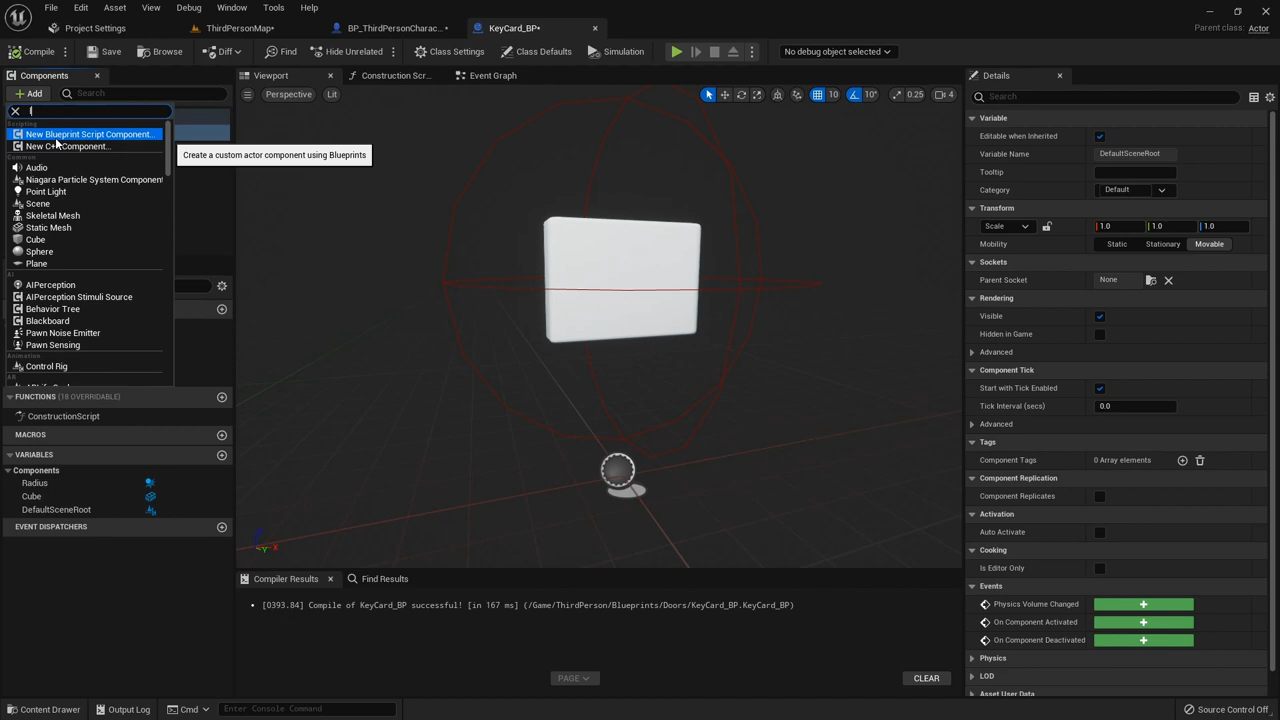 File Edit Asset View Debug Window Tools Help
Project Settings ThirdPersonMap* BP_ThirdPersonCharac...* KeyCard_BP*
Parent class: Actor
Compile Save Browse Diff Find Hide Unrelated Class Settings Class Defaults Simulation No debug object selected
Components
Add Search
Viewport Construction Scr... Event Graph
Perspective Lit
10 10° 0.25 4
Scripting
New Blueprint Script Component...
New C++ Component...
Create a custom actor component using Blueprints
Common
Audio
Niagara Particle System Component
Point Light
Scene
Skeletal Mesh
Static Mesh
Cube
Sphere
Plane
AI
AIPerception
AIPerception Stimuli Source
Behavior Tree
Blackboard
Pawn Noise Emitter
Pawn Sensing
Animation
Control Rig
AR
FUNCTIONS (18 OVERRIDABLE)
ConstructionScript
MACROS
VARIABLES
Components
Radius
Cube
DefaultSceneRoot
EVENT DISPATCHERS
X
Compiler Results Find Results
[0393.84] Compile of KeyCard_BP successful! [in 167 ms] (/Game/ThirdPerson/Blueprints/Doors/KeyCard_BP.KeyCard_BP)
PAGE CLEAR
Details
Search
Variable
Editable when Inherited
Variable Name DefaultSceneRoot
Tooltip
Category Default
Transform
Scale 1.0 1.0 1.0
Mobility Static Stationary Movable
Sockets
Parent Socket None
Rendering
Visible
Hidden in Game
Advanced
Component Tick
Start with Tick Enabled
Tick Interval (secs) 0.0
Advanced
Tags
Component Tags 0 Array elements
Component Replication
Component Replicates
Activation
Auto Activate
Cooking
Is Editor Only
Events
Physics Volume Changed
On Component Activated
On Component Deactivated
Physics
LOD
Asset User Data
Content Drawer Output Log Cmd Enter Console Command Source Control Off